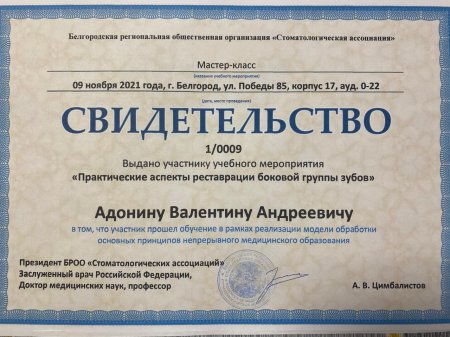 Белгородская региональная общественная организация «Стоматологическая ассоциация»
Мастер-класс
(название учебного мероприятия)
09 ноября 2021 года, г. Белгород, ул. Победы 85, корпус 17, ауд. 0-22
(дата, место проведения)
СВИДЕТЕЛЬСТВО
1/0009
Выдано участнику учебного мероприятия
«Практические аспекты реставрации боковой группы зубов»
Адонину Валентину Андреевичу
в том, что участник прошел обучение в рамках реализации модели обработки
основных принципов непрерывного медицинского образования
Президент БРОО «Стоматологических ассоциаций»
Заслуженный врач Российской Федерации,
Доктор медицинских наук, профессор
А. В. Цимбалистов